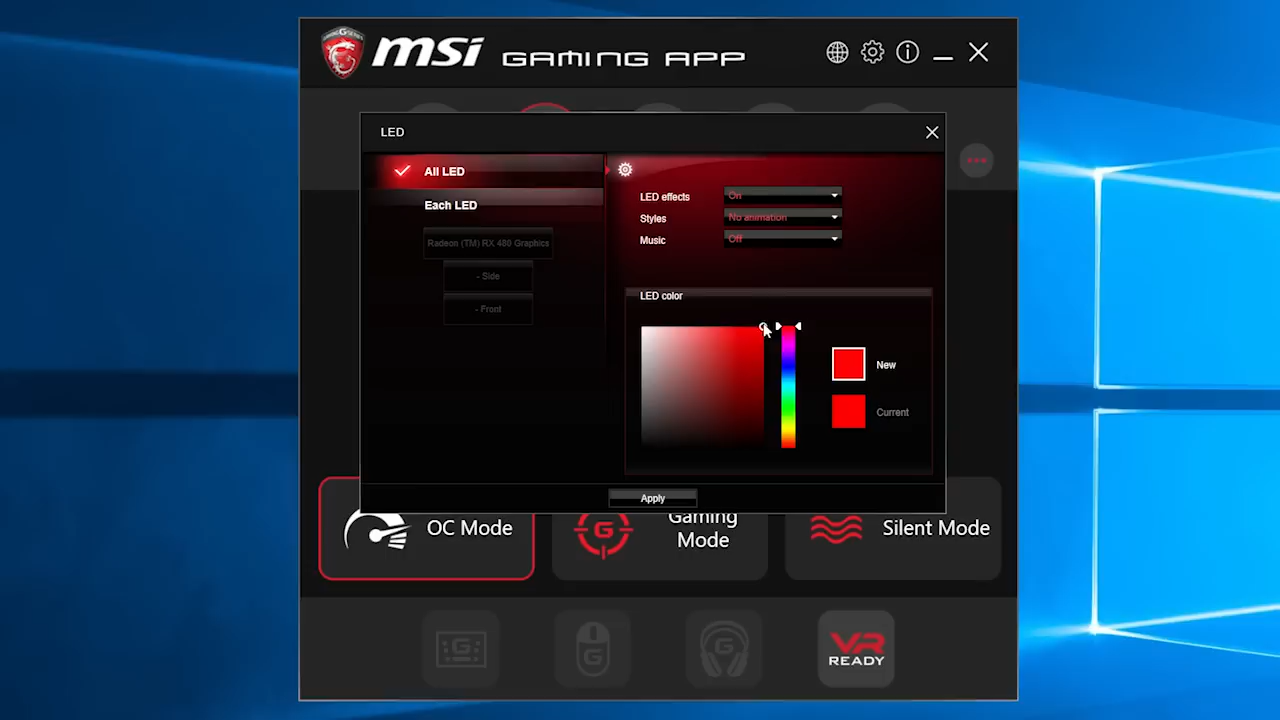 msi GAMING APP
LED
All LED
Each LED
Radeon (TM) RX 480 Graphics
- Side
- Front
LED effects On
Styles No animation
Music Off
LED color
New
Current
Apply
OC Mode
Gaming
Mode
Silent Mode
G
G
G
G
VR
READY